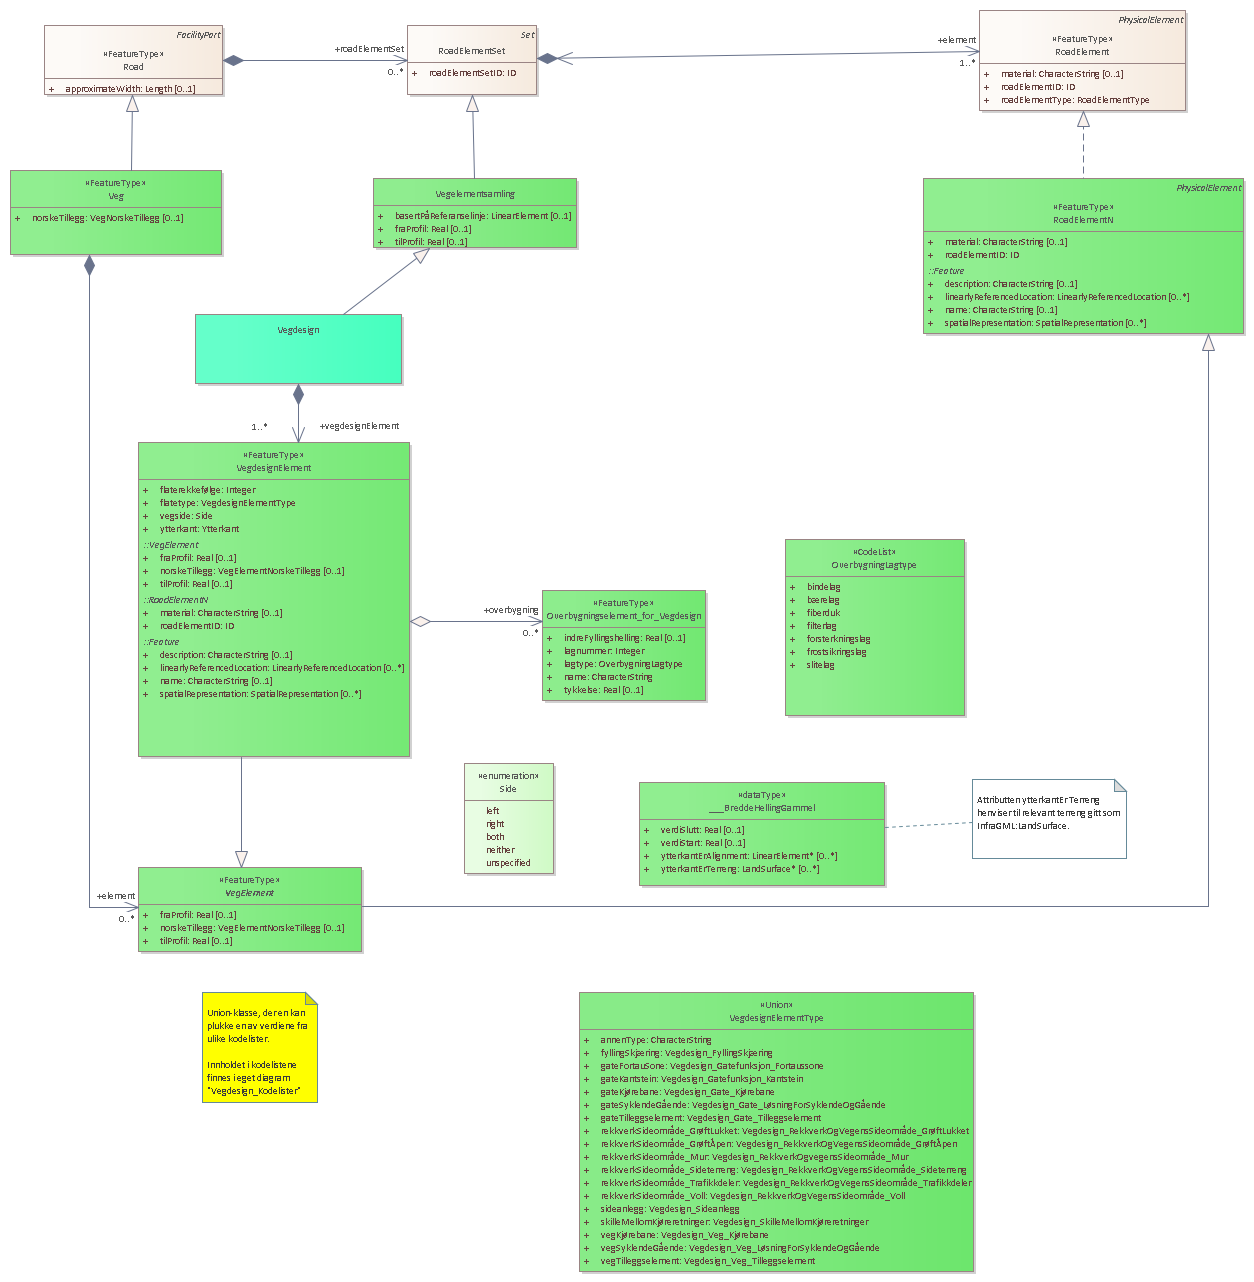 FacilityPart
«FeatureType»
Road
+ approximateWidth: Length [0..1]
+roadElementSet
0..*
Set
RoadElementSet
+ roadElementSetID: ID
+element
1..*
PhysicalElement
«FeatureType»
RoadElement
+ material: CharacterString [0..1]
+ roadElementID: ID
+ roadElementType: RoadElementType
«FeatureType»
Veg
+ norskeTillegg: VegNorskeTillegg [0..1]
Vegelementsamling
+ basertPåReferanselinje: LinearElement [0..1]
+ fraProfil: Real [0..1]
+ tilProfil: Real [0..1]
PhysicalElement
«FeatureType»
RoadElementN
+ material: CharacterString [0..1]
+ roadElementID: ID
::Feature
+ description: CharacterString [0..1]
+ linearlyReferencedLocation: LinearlyReferencedLocation [0..*]
+ name: CharacterString [0..1]
+ spatialRepresentation: SpatialRepresentation [0..*]
Vegdesign
1..*
+vegdesignElement
«FeatureType»
VegdesignElement
+ flaterekkefølge: Integer
+ flatetype: VegdesignElementType
+ vegside: Side
+ ytterkant: Ytterkant
::VegElement
+ fraProfil: Real [0..1]
+ norskeTillegg: VegElementNorskeTillegg [0..1]
+ tilProfil: Real [0..1]
::RoadElementN
+ material: CharacterString [0..1]
+ roadElementID: ID
::Feature
+ description: CharacterString [0..1]
+ linearlyReferencedLocation: LinearlyReferencedLocation [0..*]
+ name: CharacterString [0..1]
+ spatialRepresentation: SpatialRepresentation [0..*]
+overbygning
0..*
«FeatureType»
Overbygningselement_for_Vegdesign
+ indreFyllingshelling: Real [0..1]
+ lagnummer: Integer
+ lagtype: OverbygningLagtype
+ name: CharacterString
+ tykkelse: Real [0..1]
«CodeList»
OverbygningLagtype
+ bindelag
+ bærelag
+ fiberduk
+ filterlag
+ forsterkningslag
+ frostsikringslag
+ slitelag
«enumeration»
Side
left
right
both
neither
unspecified
«dataType»
___BreddeHellingGammel
+ verdiSlutt: Real [0..1]
+ verdiStart: Real [0..1]
+ ytterkantErAlignment: LinearElement* [0..*]
+ ytterkantErTerreng: LandSurface* [0..*]
Attributten ytterkantErTerreng
henviser til relevant terreng gitt som
InfraGML:LandSurface.
+element
0..*
«FeatureType»
VegElement
+ fraProfil: Real [0..1]
+ norskeTillegg: VegElementNorskeTillegg [0..1]
+ tilProfil: Real [0..1]
Union-klasse, der en kan
plukke en av verdiene fra
ulike kodelister.
Innholdet i kodelistene
finnes i eget diagram
"Vegdesign_Kodelister"
«Union»
VegdesignElementType
+ annenType: CharacterString
+ fyllingSkjæring: Vegdesign_FyllingSkjæring
+ gateFortauSone: Vegdesign_Gatefunksjon_Fortaussone
+ gateKantstein: Vegdesign_Gatefunksjon_Kantstein
+ gateKjørebane: Vegdesign_Gate_Kjørebane
+ gateSyklendeGående: Vegdesign_Gate_LøsningForSyklendeOgGående
+ gateTilleggselement: Vegdesign_Gate_Tilleggselement
+ rekkverkSideområde_GrøftLukket: Vegdesign_RekkverkOgVegensSideområde_GrøftLukket
+ rekkverkSideområde_GrøftÅpen: Vegdesign_RekkverkOgVegensSideområde_GrøftÅpen
+ rekkverkSideområde_Mur: Vegdesign_RekkverkOgvegensSideområde_Mur
+ rekkverkSideområde_Sideterreng: Vegdesign_RekkverkOgVegensSideområde_Sideterreng
+ rekkverkSideområde_Trafikkdeler: Vegdesign_RekkverkOgVegensSideområde_Trafikkdeler
+ rekkverkSideområde_Voll: Vegdesign_RekkverkOgVegensSideområde_Voll
+ sideanlegg: Vegdesign_Sideanlegg
+ skilleMellomKjøreretninger: Vegdesign_SkilleMellomKjøreretninger
+ vegKjørebane: Vegdesign_Veg_Kjørebane
+ vegSyklendeGående: Vegdesign_Veg_LøsningForSyklendeOgGående
+ vegTilleggselement: Vegdesign_Veg_Tilleggselement